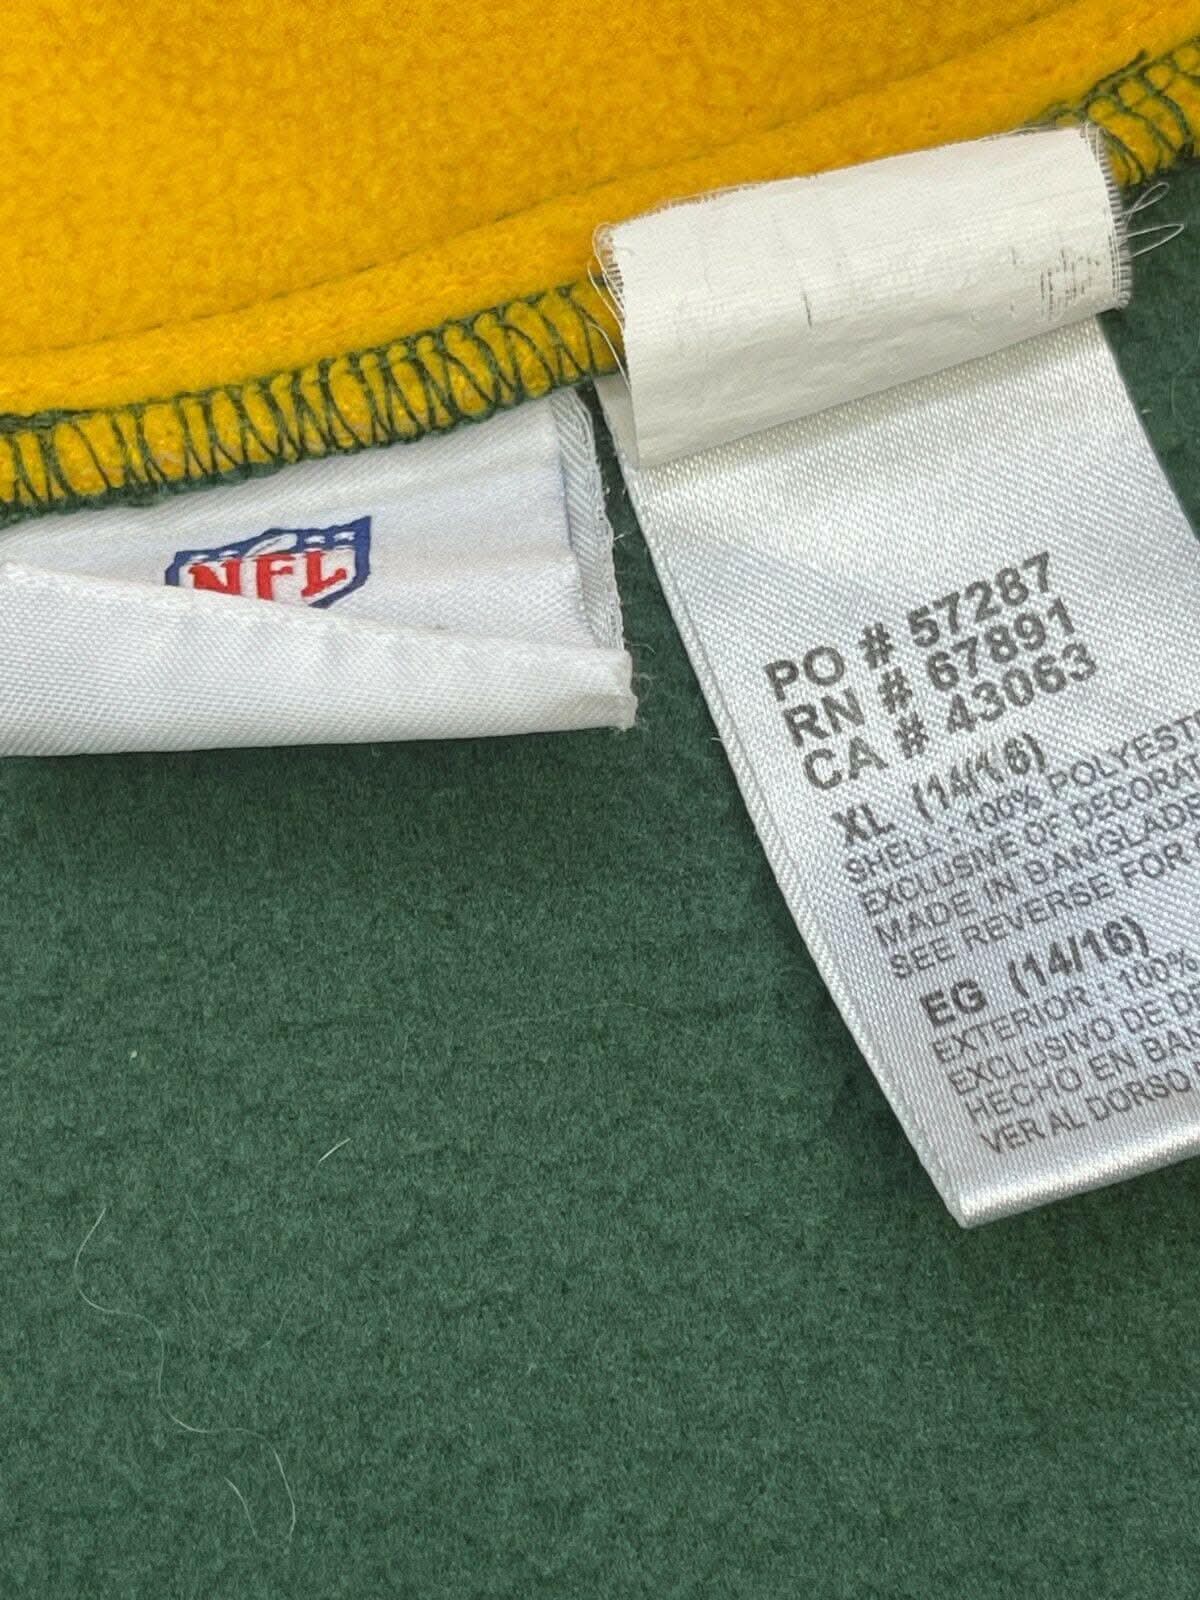 NFL
PO # 57287
RN # 67891
CA # 43063
XL (14/16)
SHELL : 100% POLYEST
EXCLUSIVE OF DECORAT
MADE IN BANGLADE
SEE REVERSE FOR
EG (14/16)
EXTERIOR : 100%
EXCLUSIVO DE DE
HECHO EN BAN
VER AL DORSO